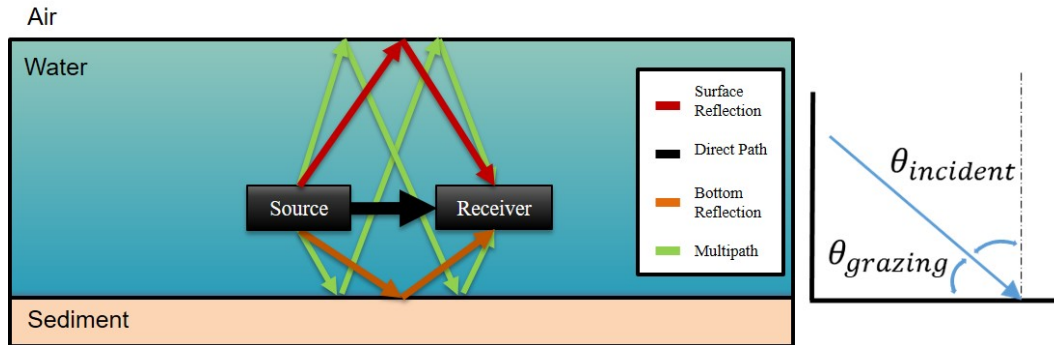 Air
Water
Surface
Reflection
Direct Path
Bottom
Reflection
Multipath
Source
Receiver
Sediment
θincident
θgrazing